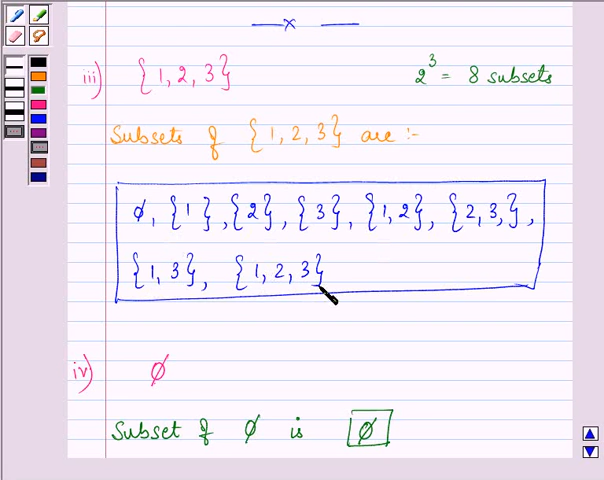 x
iii) {1, 2, 3} 2³ = 8 subsets
Subsets of {1, 2, 3} are :-
ϕ, {1}, {2}, {3}, {1, 2}, {2, 3,},
{1, 3}, {1, 2, 3}
iv) ϕ
Subset of ϕ is ϕ